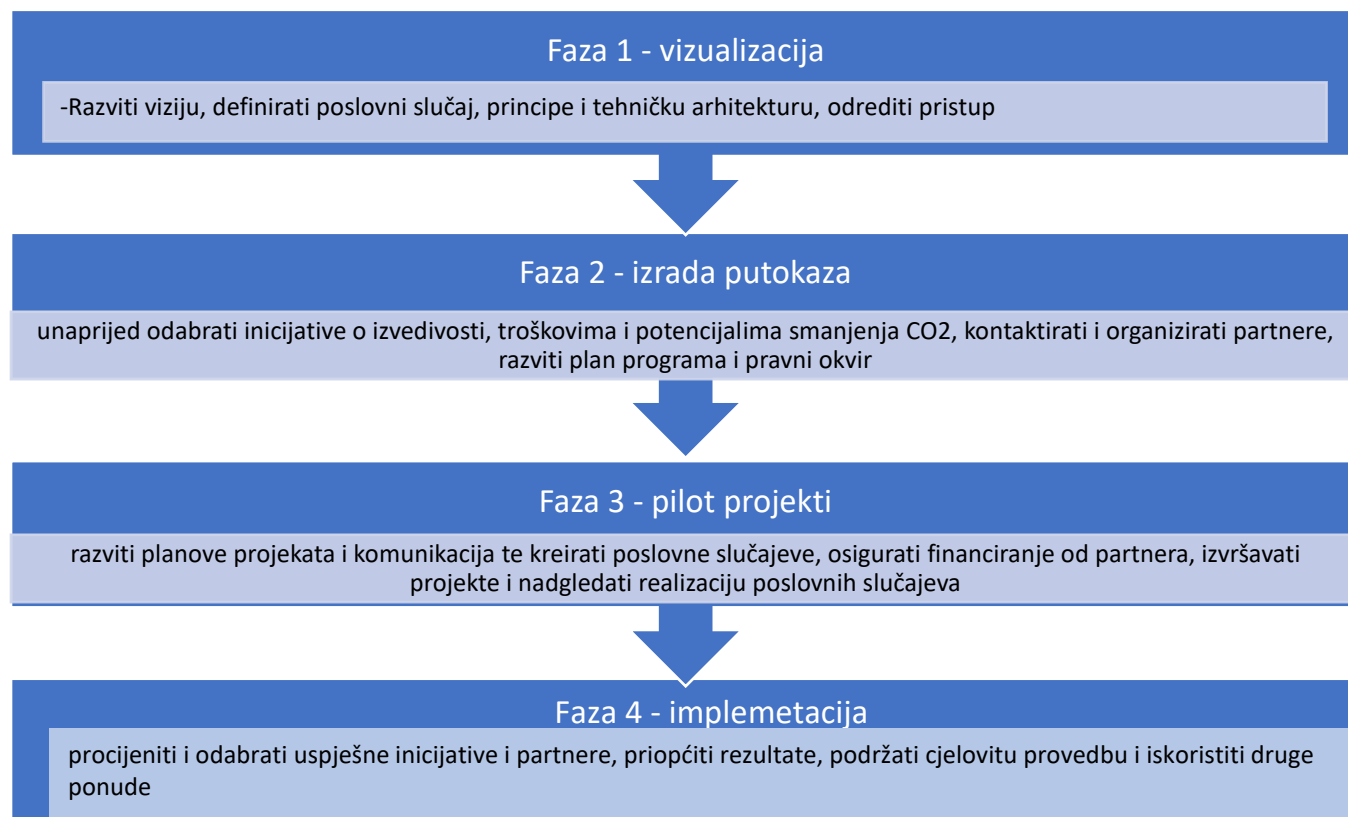 Faza 1 - vizualizacija
-Razviti viziju, definirati poslovni slučaj, principe i tehničku arhitekturu, odrediti pristup
Faza 2 - izrada putokaza
unaprijed odabrati inicijative o izvedivosti, troškovima i potencijalima smanjenja CO2, kontaktirati i organizirati partnere,
razviti plan programa i pravni okvir
Faza 3 - pilot projekti
razviti planove projekata i komunikacija te kreirati poslovne slučajeve, osigurati financiranje od partnera, izvršavati
projekte i nadgledati realizaciju poslovnih slučajeva
Faza 4 - implemetacija
procijeniti i odabrati uspješne inicijative i partnere, priopćiti rezultate, podržati cjelovitu provedbu i iskoristiti druge
ponude